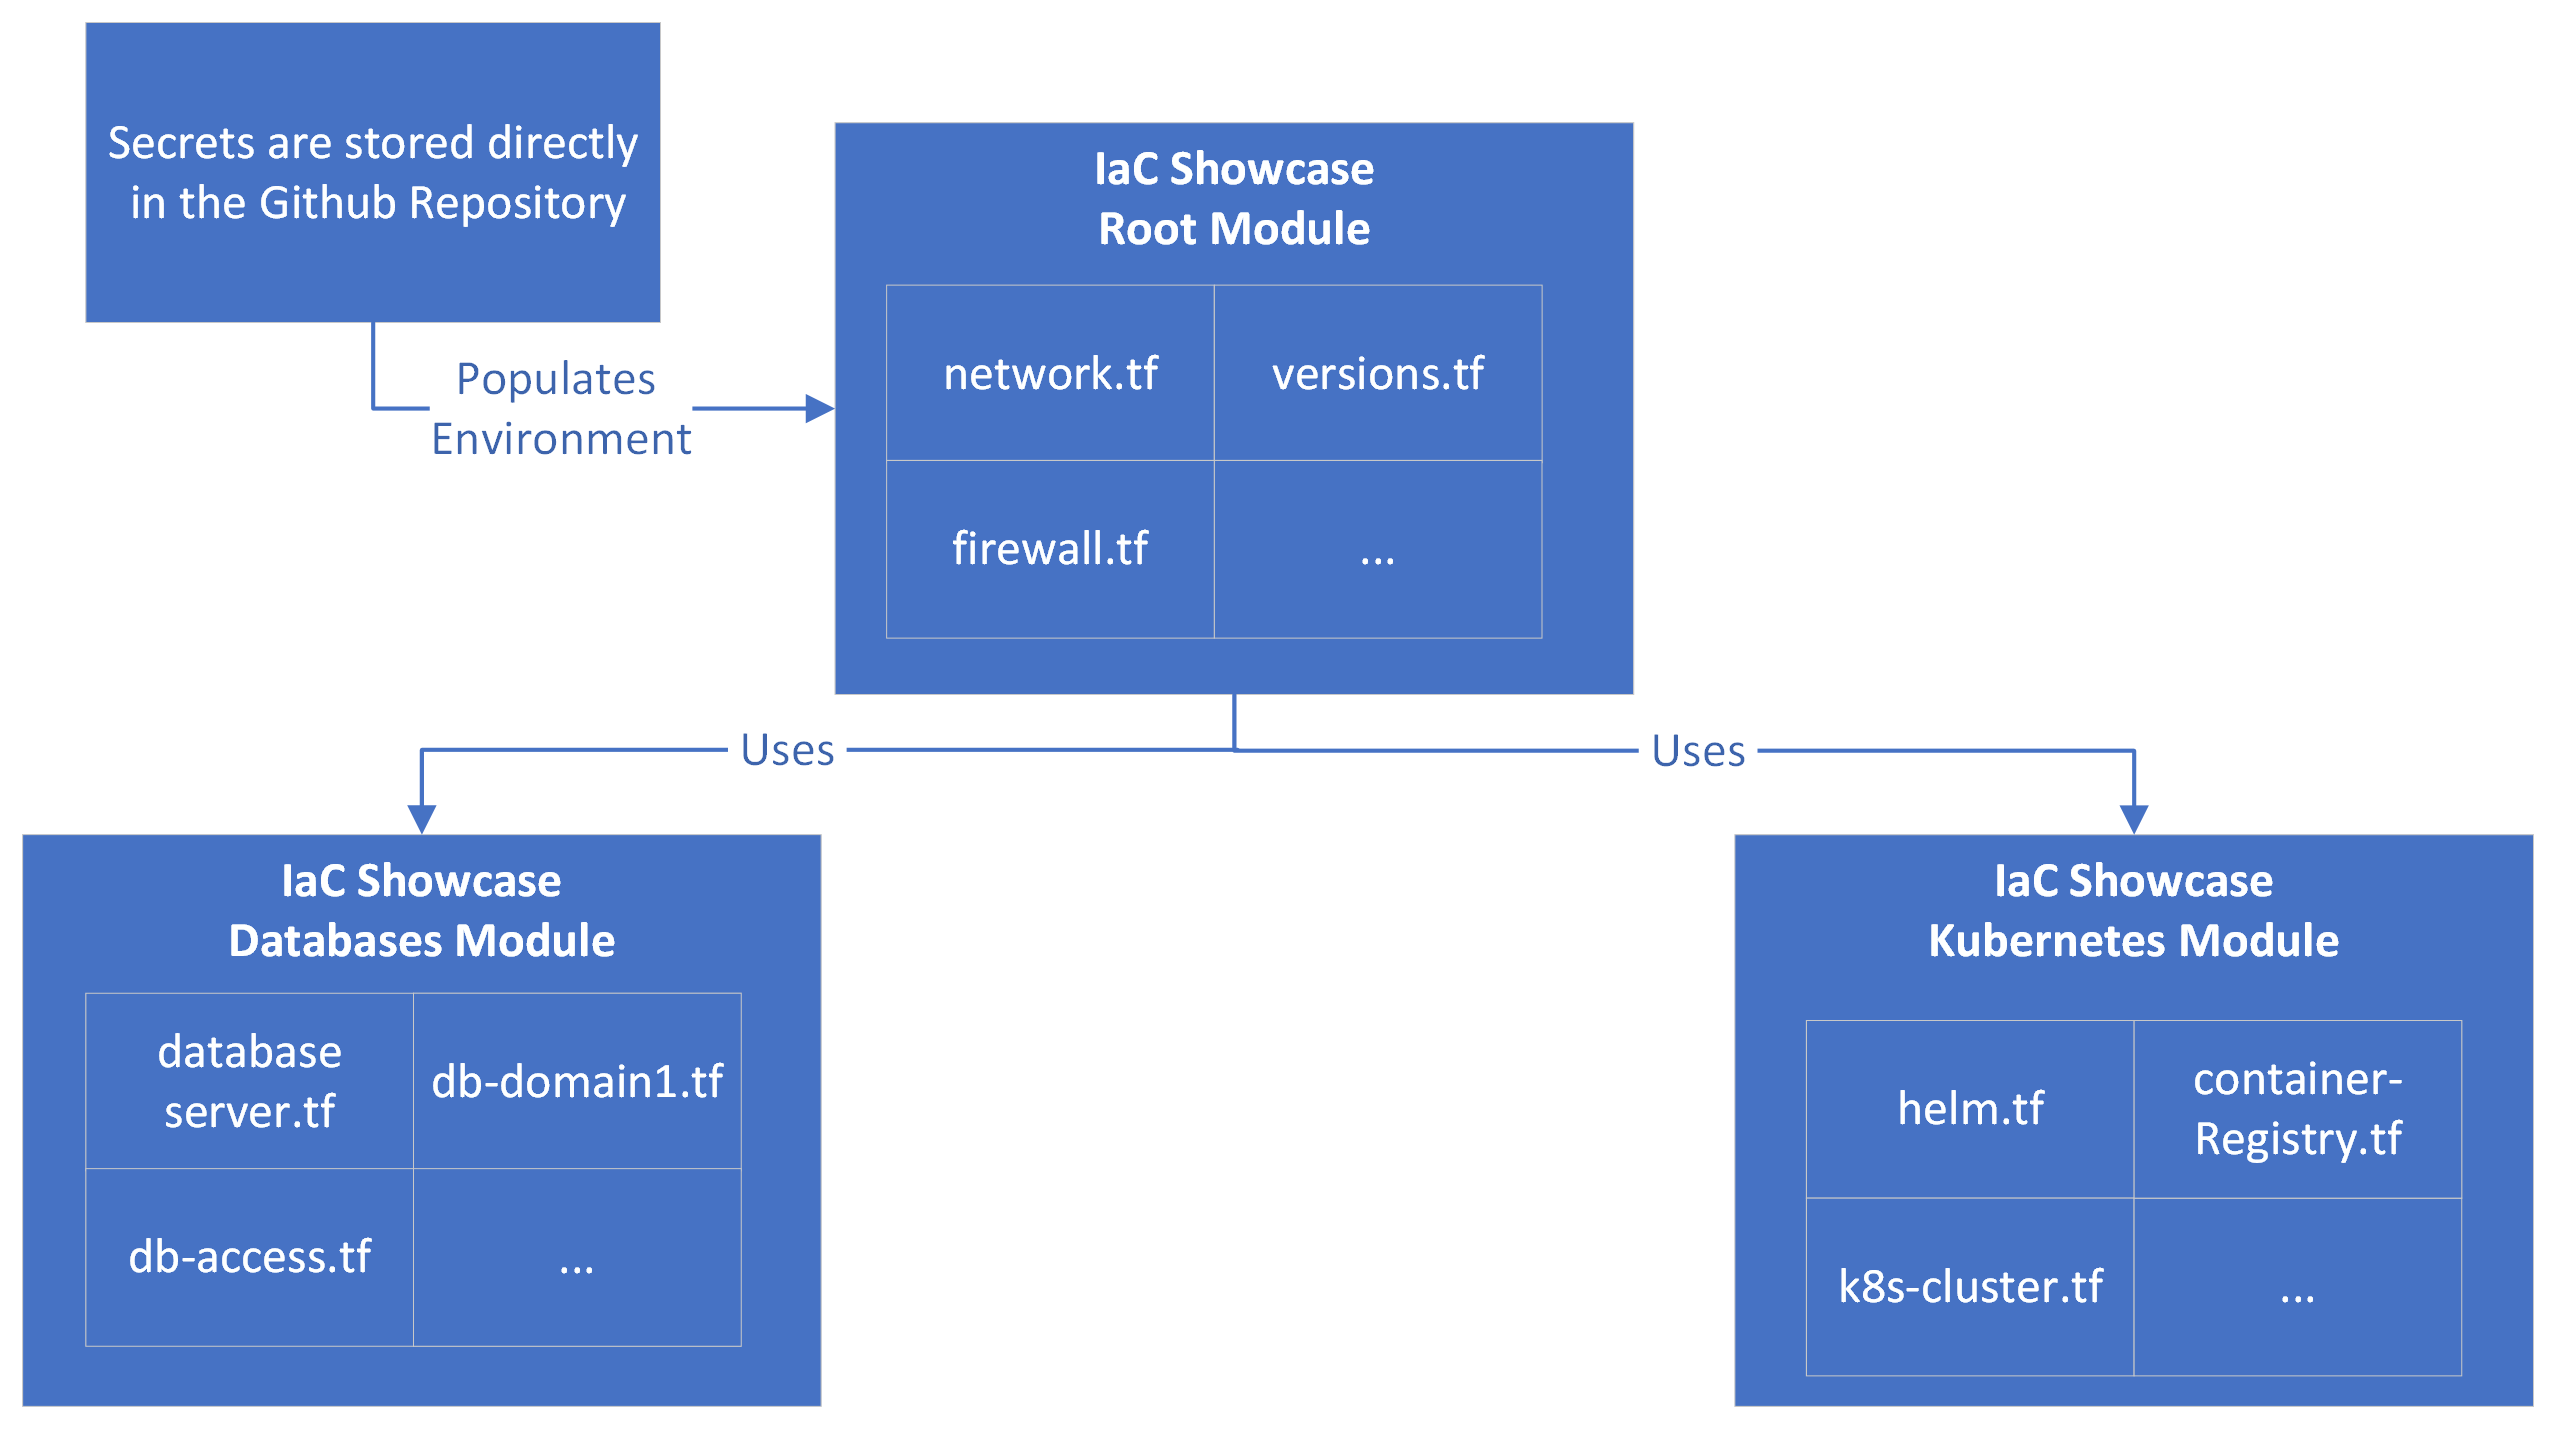 Secrets are stored directly
in the Github Repository
Populates
Environment
IaC Showcase
Root Module
network.tf
versions.tf
firewall.tf
...
Uses
Uses
IaC Showcase
Databases Module
database
server.tf
db-domain1.tf
db-access.tf
...
IaC Showcase
Kubernetes Module
helm.tf
container-
Registry.tf
k8s-cluster.tf
...